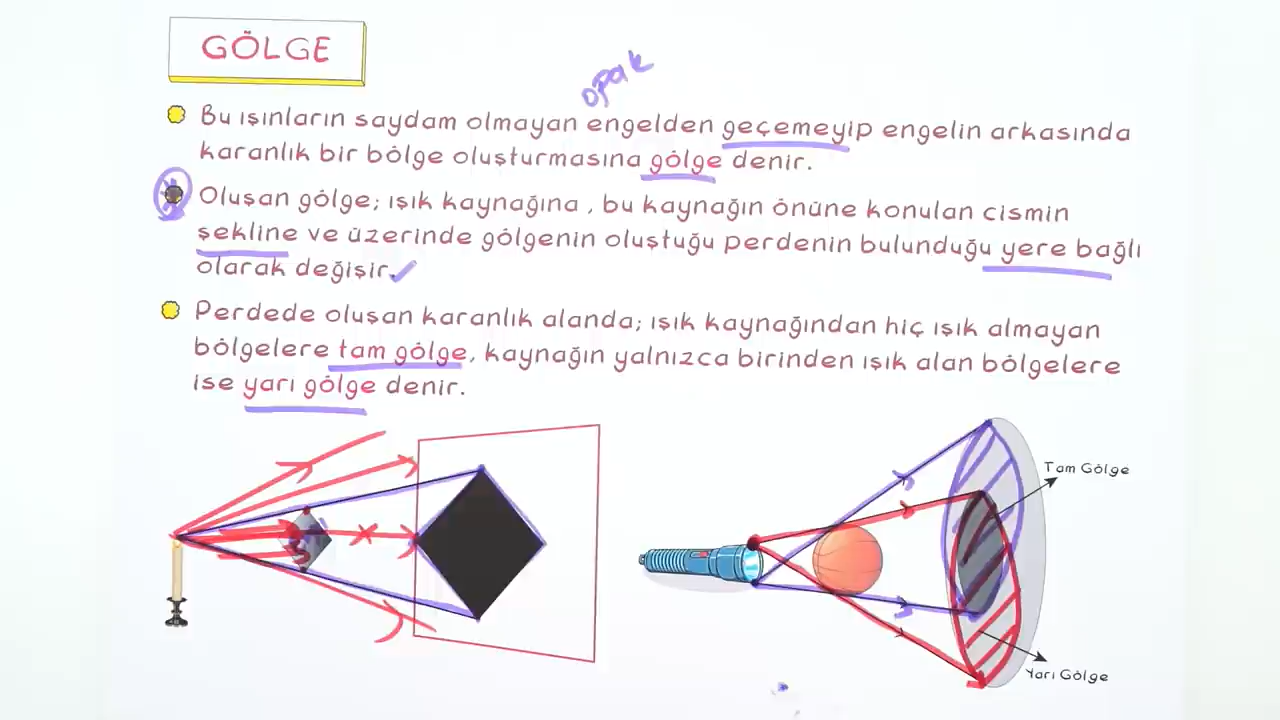 GÖLGE
opak
Bu ışınların saydam olmayan engelden geçemeyip engelin arkasında
karanlık bir bölge oluşturmasına gölge denir.
Oluşan gölge; ışık kaynağına , bu kaynağın önüne konulan cismin
şekline ve üzerinde gölgenin oluştuğu perdenin bulunduğu yere bağlı
olarak değişir.
Perdede oluşan karanlık alanda; ışık kaynağından hiç ışık almayan
bölgelere tam gölge, kaynağın yalnızca birinden ışık alan bölgelere
ise yarı gölge denir.
Tam Gölge
Yarı Gölge